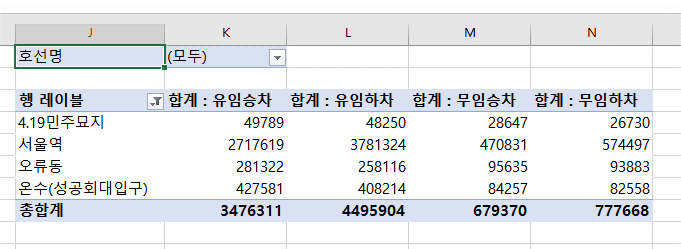 J K L M N
호선명 (모두)
행 레이블 합계 : 유임승차 합계 : 유임하차 합계 : 무임승차 합계 : 무임하차
4.19민주묘지 49789 48250 28647 26730
서울역 2717619 3781324 470831 574497
오류동 281322 258116 95635 93883
온수(성공회대입구) 427581 408214 84257 82558
총합계 3476311 4495904 679370 777668